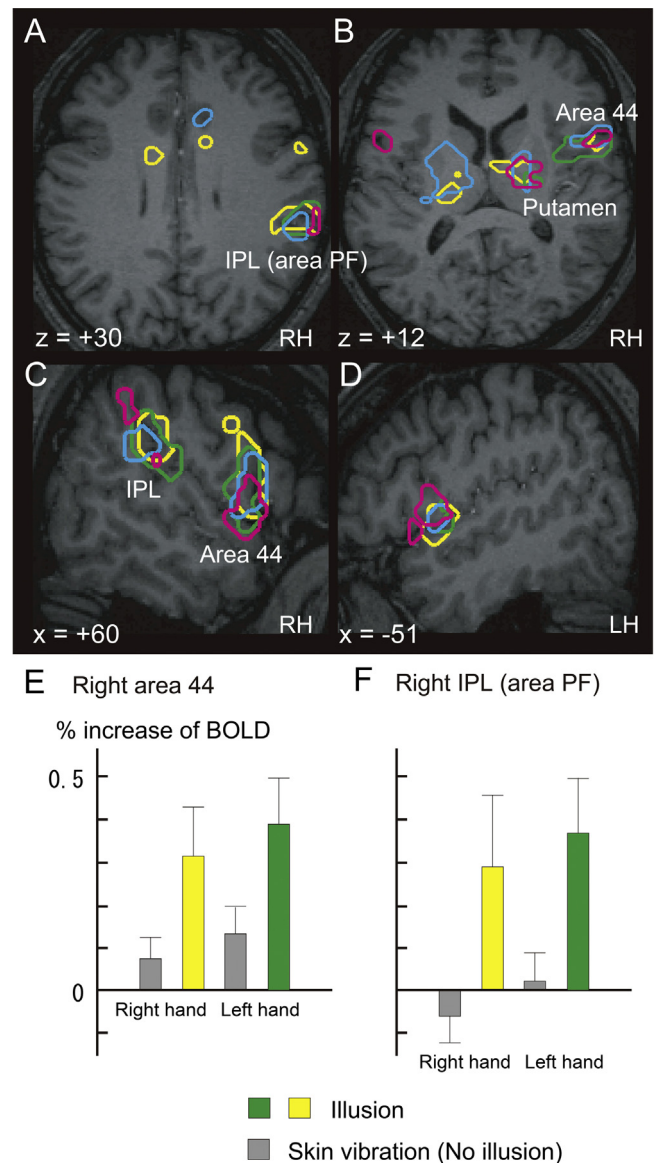 A
B
Area 44
IPL (area PF)
Putamen
z = +30
RH
z = +12
RH
C
D
IPL
Area 44
x = +60
RH
x = -51
LH
E Right area 44
F Right IPL (area PF)
% increase of BOLD
0.5
0
Right hand Left hand
Right hand Left hand
Illusion
Skin vibration (No illusion)